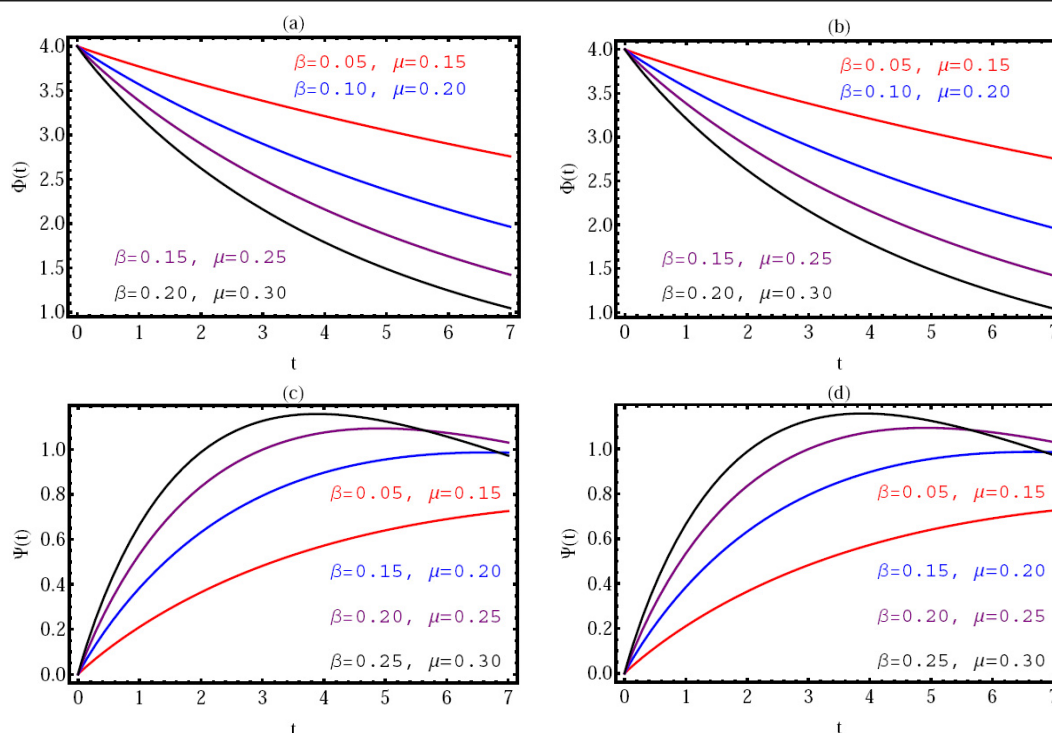 (a)
4.0
3.5
3.0
2.5
2.0
1.5
1.0
Φ(t)
β=0.05, μ=0.15
β=0.10, μ=0.20
β=0.15, μ=0.25
β=0.20, μ=0.30
0 1 2 3 4 5 6 7
t
(b)
4.0
3.5
3.0
2.5
2.0
1.5
1.0
Φ(t)
β=0.05, μ=0.15
β=0.10, μ=0.20
β=0.15, μ=0.25
β=0.20, μ=0.30
0 1 2 3 4 5 6 7
t
(c)
1.0
0.8
0.6
0.4
0.2
0.0
Ψ(t)
β=0.05, μ=0.15
β=0.15, μ=0.20
β=0.20, μ=0.25
β=0.25, μ=0.30
0 1 2 3 4 5 6 7
t
(d)
1.0
0.8
0.6
0.4
0.2
0.0
Ψ(t)
β=0.05, μ=0.15
β=0.15, μ=0.20
β=0.20, μ=0.25
β=0.25, μ=0.30
0 1 2 3 4 5 6 7
t